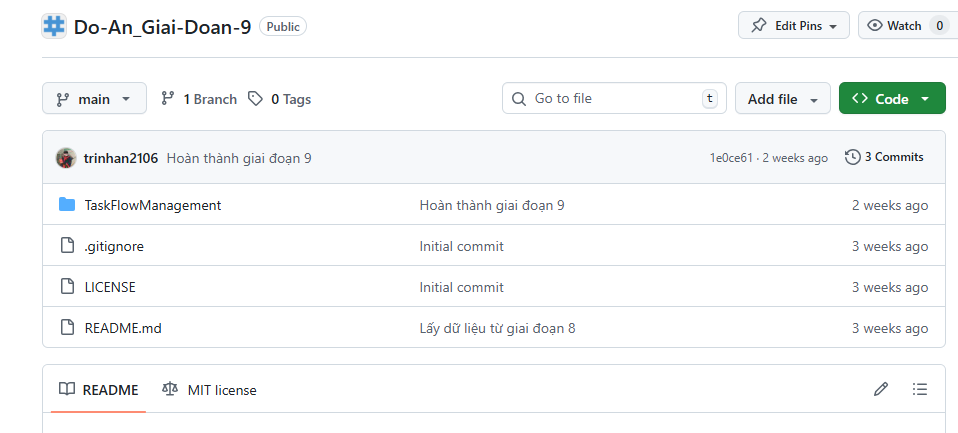 Do-An_Giai-Doan-9 Public Edit Pins Watch 0
main 1 Branch 0 Tags Go to file t Add file Code
trinhan2106 Hoàn thành giai đoạn 9 1e0ce61 · 2 weeks ago 3 Commits
TaskFlowManagement Hoàn thành giai đoạn 9 2 weeks ago
.gitignore Initial commit 3 weeks ago
LICENSE Initial commit 3 weeks ago
README.md Lấy dữ liệu từ giai đoạn 8 3 weeks ago
README MIT license